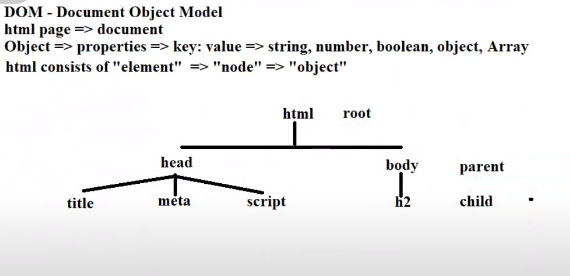 DOM - Document Object Model
html page => document
Object => properties => key: value => string, number, boolean, object, Array
html consists of "element" => "node" => "object"
html root
head body parent
title meta script h2 child